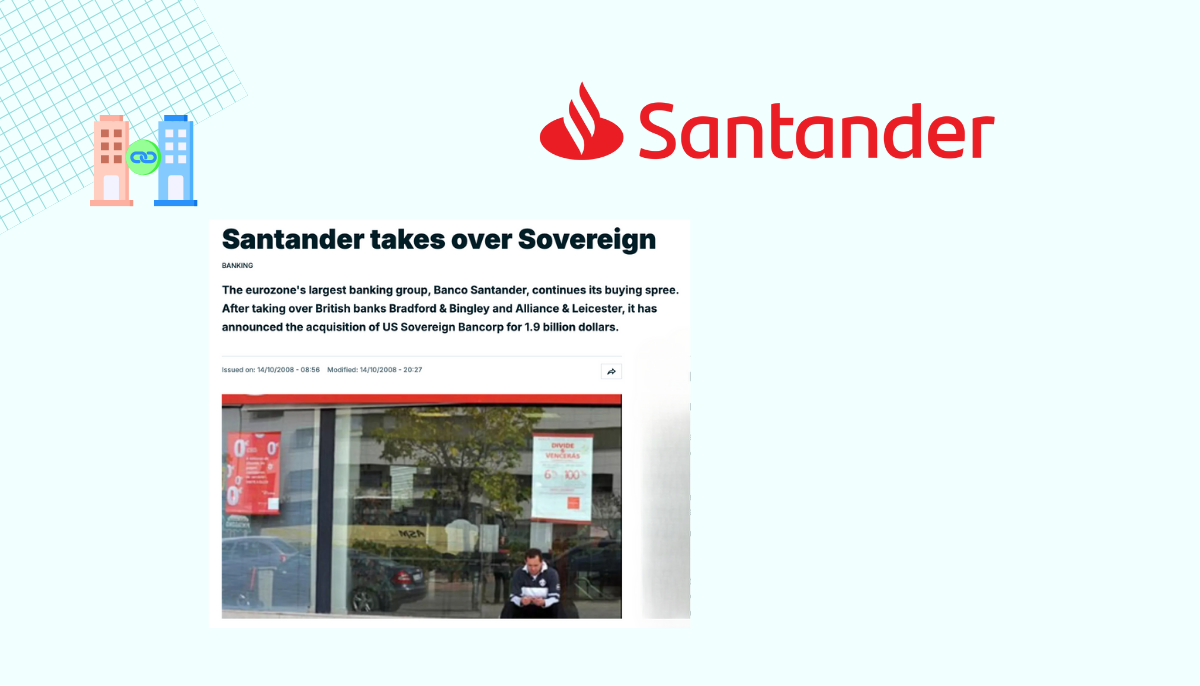 Santander
Santander takes over Sovereign
BANKING
The eurozone's largest banking group, Banco Santander, continues its buying spree.
After taking over British banks Bradford & Bingley and Alliance & Leicester, it has
announced the acquisition of US Sovereign Bancorp for 1.9 billion dollars.
Issued on: 14/10/2008 - 08:56 Modified: 14/10/2008 - 20:27
DIVIDE
VENCERÁS
6% 100%